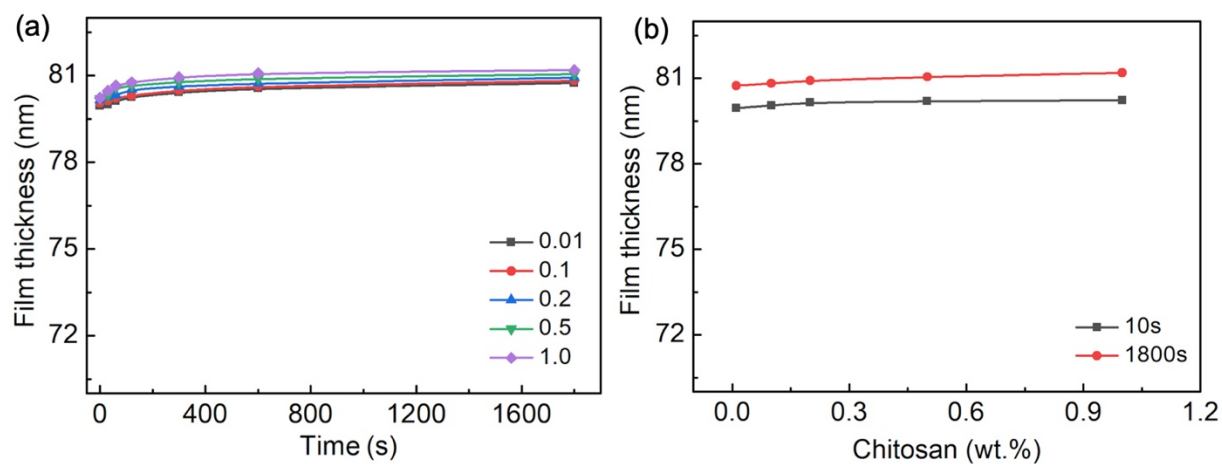 (a)
Film thickness (nm)
81
78
75
72
0.01
0.1
0.2
0.5
1.0
0 400 800 1200 1600
Time (s)
(b)
Film thickness (nm)
81
78
75
72
10s
1800s
0.0 0.3 0.6 0.9 1.2
Chitosan (wt.%)